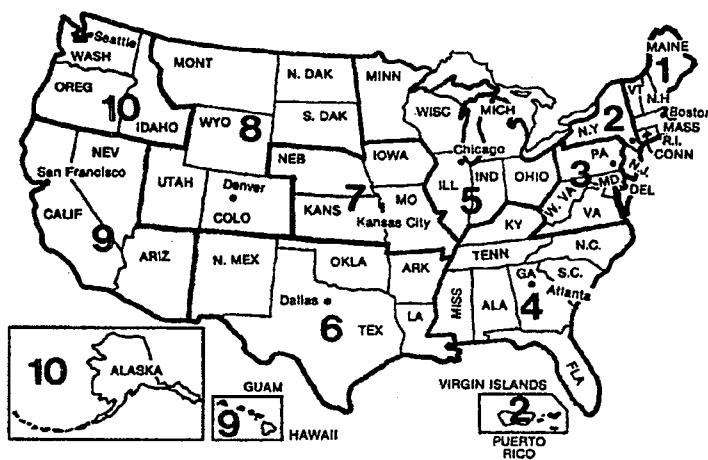 Seattle
WASH
MONT
N. DAK
MINN
MAINE
1
OREG
10
IDAHO
WYO
8
S. DAK
WISC
MICH
VT
N.H
Boston
MASS
R.I.
CONN
N.Y
2
NEV
San Francisco
CALIF
9
UTAH
Denver
COLO
NEB
IOWA
7
KANS
MO
Kansas City
Chicago
ILL
5
IND
OHIO
PA
3
N.J.
MD
DEL
W. VA
VA
KY
ARIZ
N. MEX
OKLA
ARK
TENN
N.C.
S.C.
GA
Atlanta
4
Dallas
6
TEX
LA
MISS
ALA
FLA
10
ALASKA
GUAM
9
HAWAII
VIRGIN ISLANDS
2
PUERTO
RICO